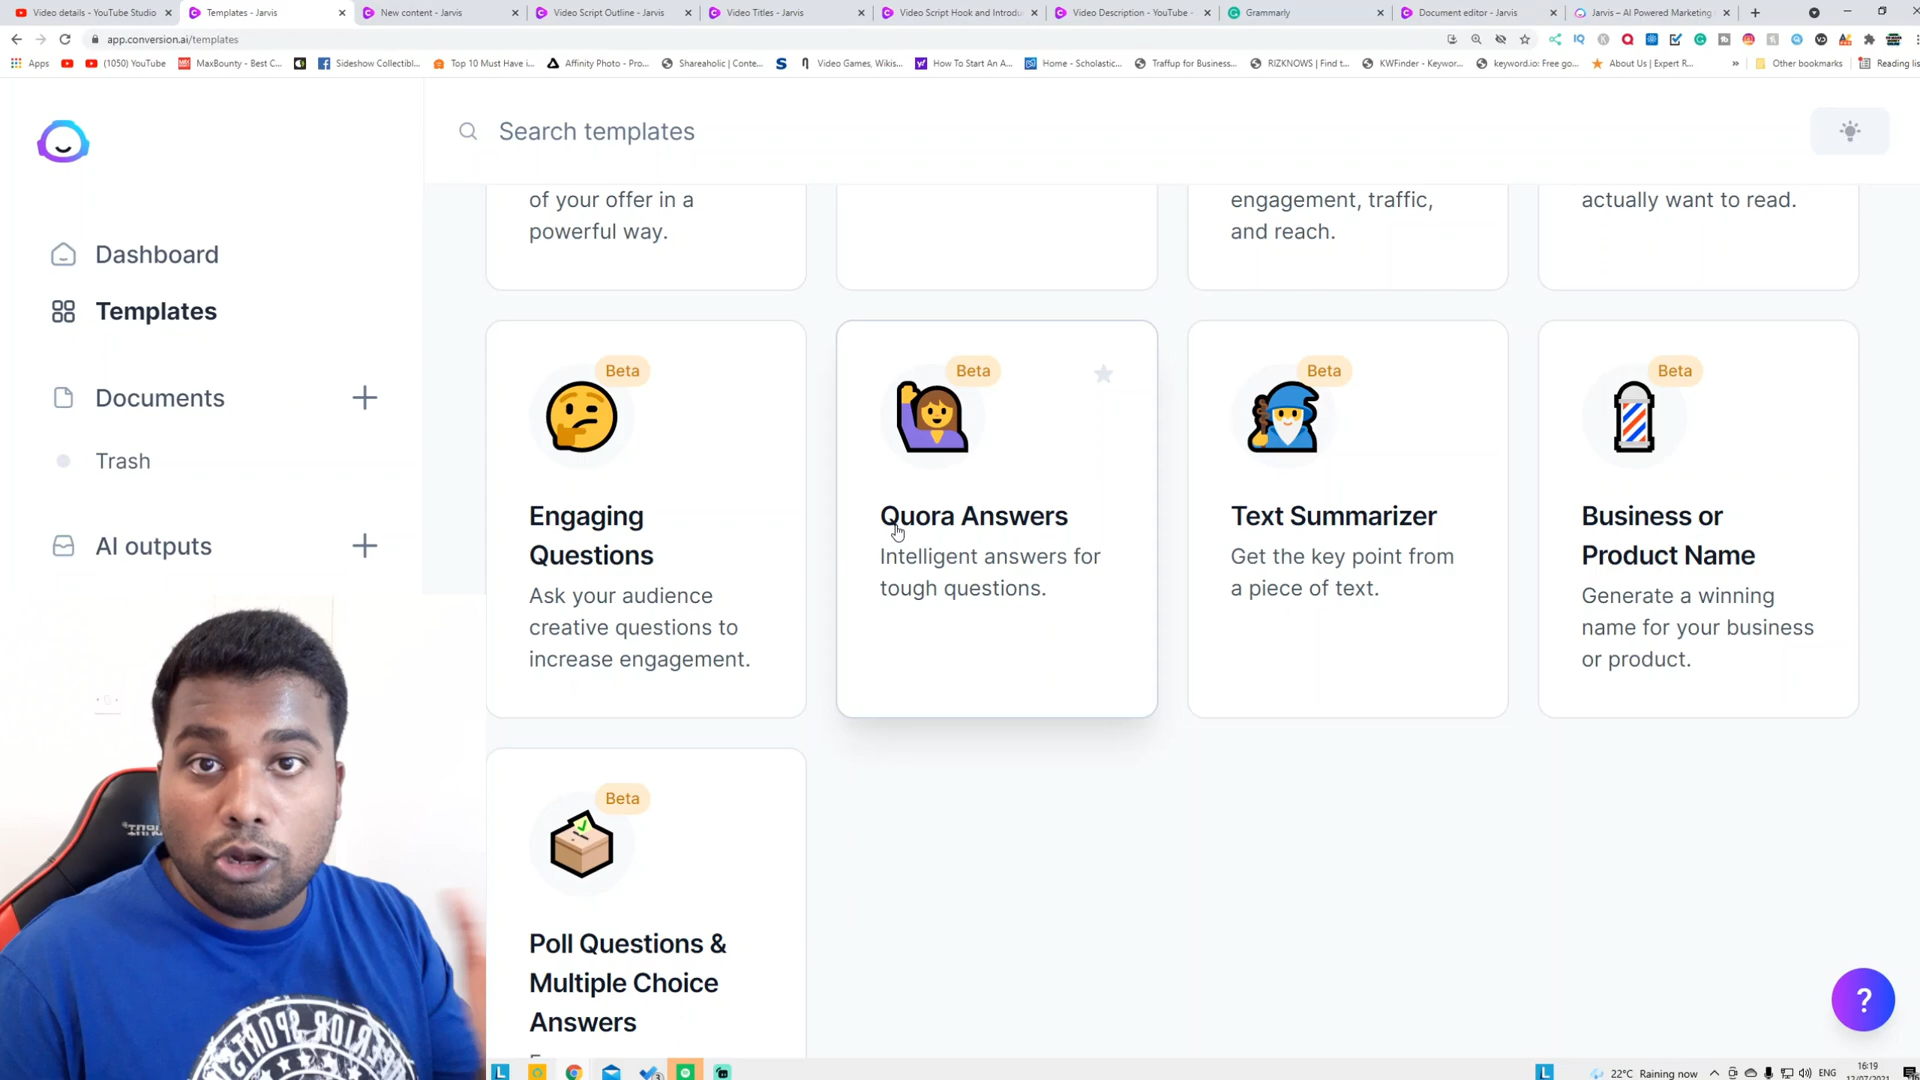 Video details - YouTube Studio
Templates - Jarvis
New content - Jarvis
Video Script Outline - Jarvis
Video Titles - Jarvis
Video Script Hook and Introdu
Video Description - YouTube -
Grammarly
Document editor - Jarvis
Jarvis – AI Powered Marketing
app.conversion.ai/templates
Apps
(1050) YouTube
MaxBounty - Best C...
Sideshow Collectibl...
Top 10 Must Have i...
Affinity Photo - Pro...
Shareaholic | Conte...
Video Games, Wikis...
How To Start An A...
Home - Scholastic...
Traffup for Business...
RIZKNOWS | Find t...
KWFinder - Keywor...
keyword.io: Free go...
About Us | Expert R...
Other bookmarks
Reading list
Search templates
Dashboard
Templates
Documents
Trash
AI outputs
of your offer in a
powerful way.
engagement, traffic,
and reach.
actually want to read.
Beta
Engaging
Questions
Ask your audience
creative questions to
increase engagement.
Beta
Quora Answers
Intelligent answers for
tough questions.
Beta
Text Summarizer
Get the key point from
a piece of text.
Beta
Business or
Product Name
Generate a winning
name for your business
or product.
Beta
Poll Questions &
Multiple Choice
Answers
?
22°C Raining now
ENG
16:19
12/07/2021